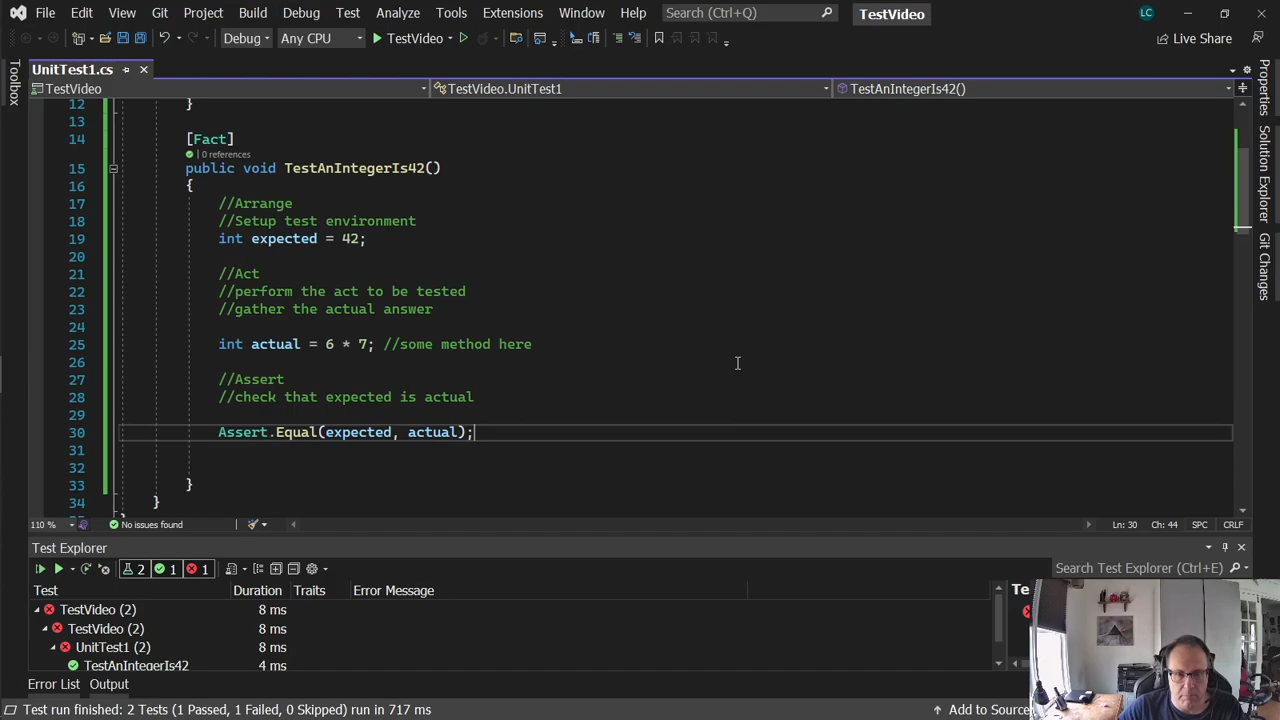 File Edit View Git Project Build Debug Test Analyze Tools Extensions Window Help Search (Ctrl+Q) TestVideo LC
Debug Any CPU TestVideo Live Share
Toolbox
UnitTest1.cs
TestVideo TestVideo.UnitTest1 TestAnIntegerIs42()
12 }
13
14 [Fact]
0 references
15 public void TestAnIntegerIs42()
16 {
17 //Arrange
18 //Setup test environment
19 int expected = 42;
20
21 //Act
22 //perform the act to be tested
23 //gather the actual answer
24
25 int actual = 6 * 7; //some method here
26
27 //Assert
28 //check that expected is actual
29
30 Assert.Equal(expected, actual);
31
32
33 }
34 }
Properties
Solution Explorer
Git Changes
110 % No issues found Ln: 30 Ch: 44 SPC CRLF
Test Explorer
2 1 1 Search Test Explorer (Ctrl+E)
Test Duration Traits Error Message
TestVideo (2) 8 ms
TestVideo (2) 8 ms
UnitTest1 (2) 8 ms
TestAnIntegerIs42 4 ms
Error List Output
Test run finished: 2 Tests (1 Passed, 1 Failed, 0 Skipped) run in 717 ms Add to Source